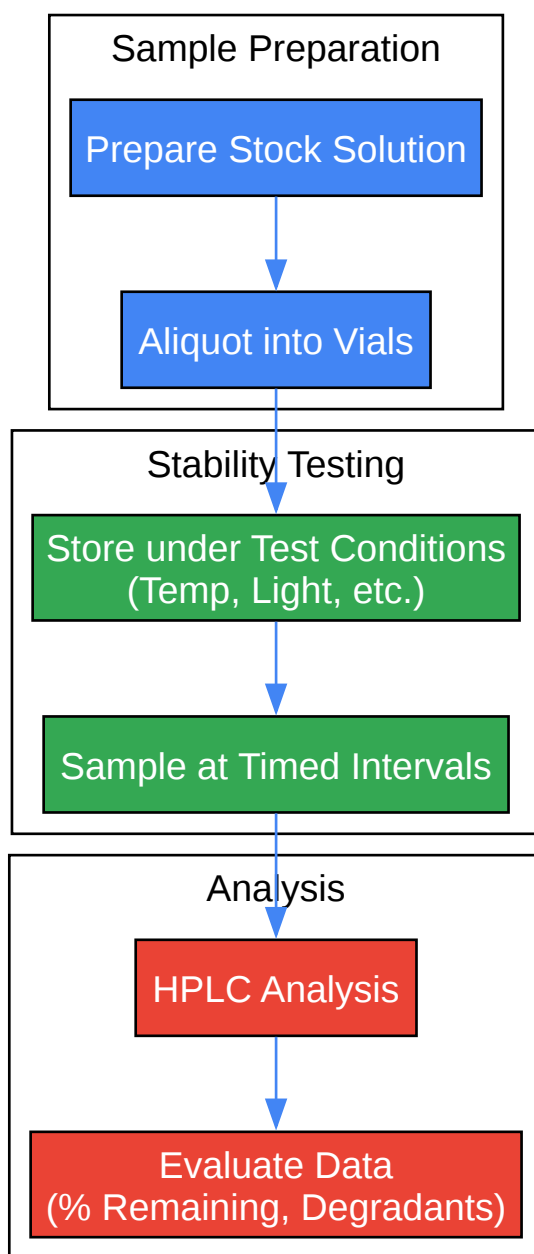 Sample Preparation
Prepare Stock Solution
Aliquot into Vials
Stability Testing
Store under Test Conditions
(Temp, Light, etc.)
Sample at Timed Intervals
Analysis
HPLC Analysis
Evaluate Data
(% Remaining, Degradants)